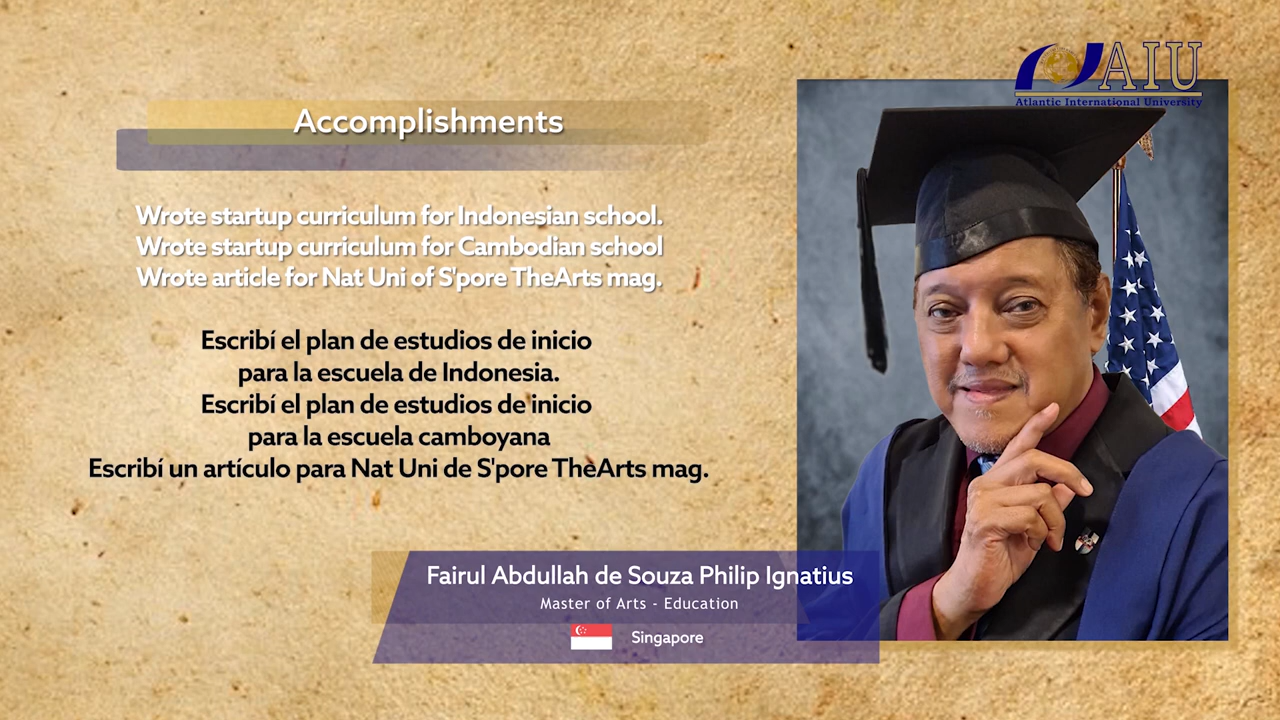 AIU
Atlantic International University
Accomplishments
Wrote startup curriculum for Indonesian school.
Wrote startup curriculum for Cambodian school
Wrote article for Nat Uni of S'pore TheArts mag.
Escribí el plan de estudios de inicio
para la escuela de Indonesia.
Escribí el plan de estudios de inicio
para la escuela camboyana
Escribí un artículo para Nat Uni de S'pore TheArts mag.
Fairul Abdullah de Souza Philip Ignatius
Master of Arts - Education
Singapore